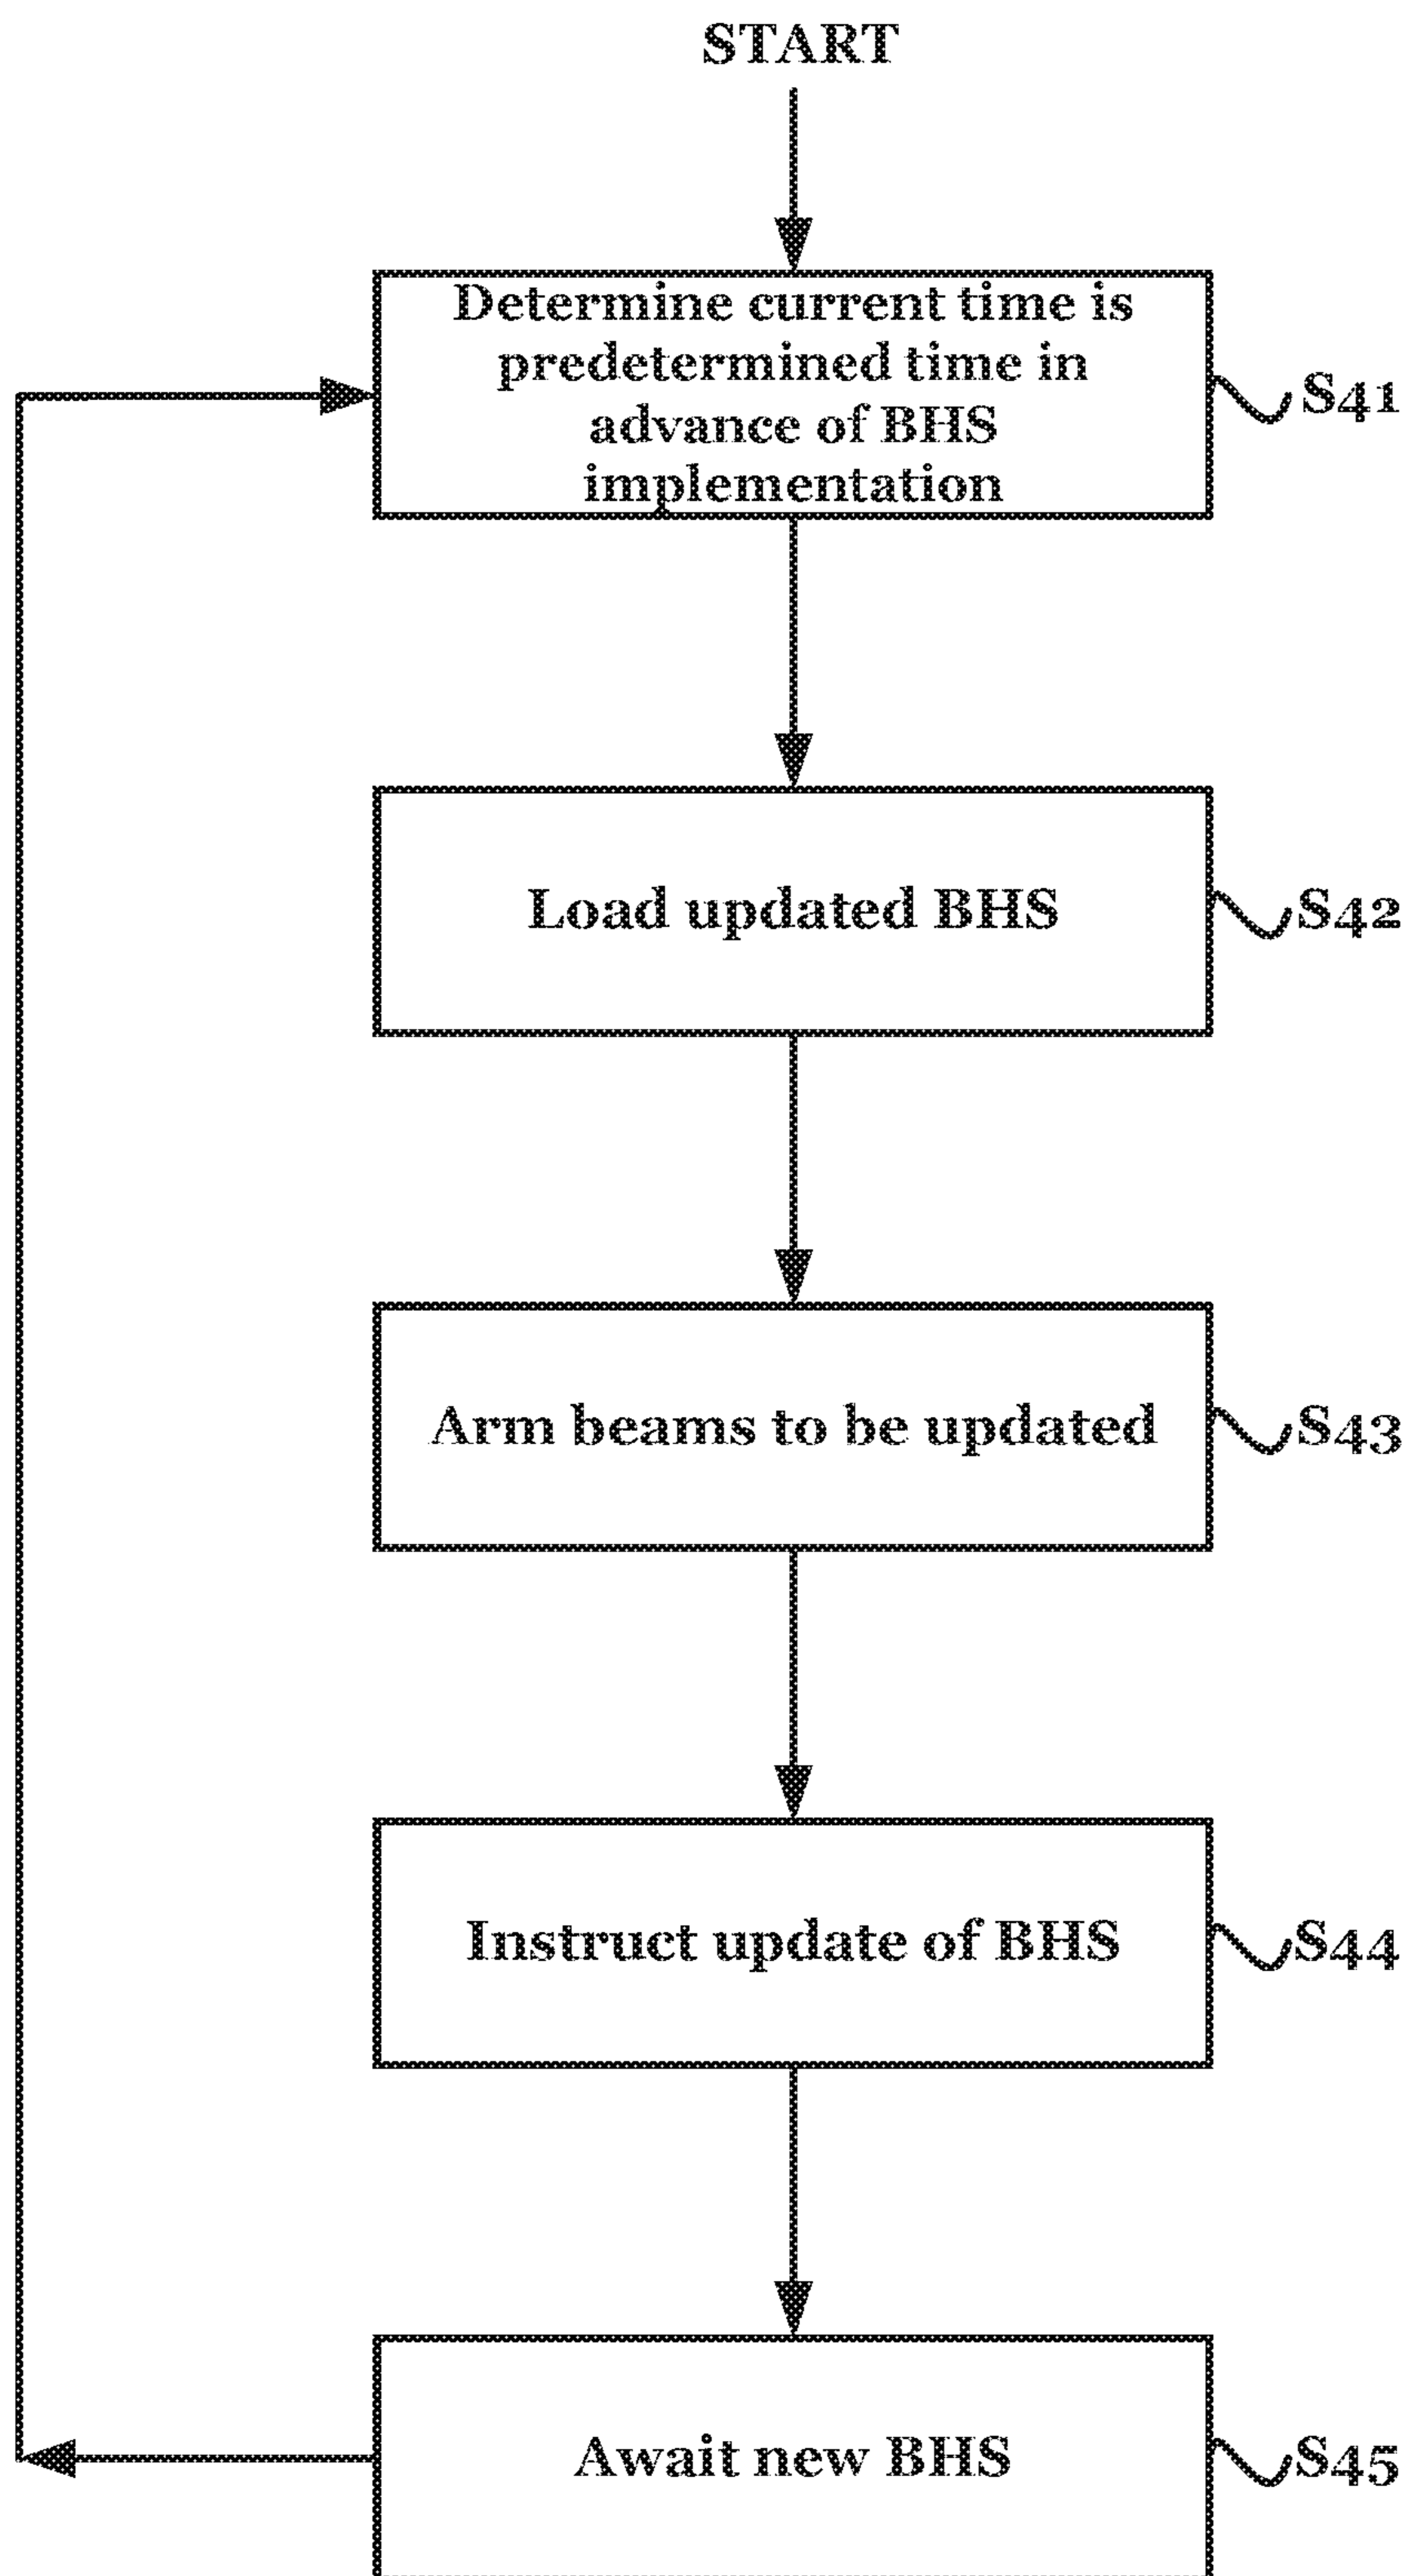 START
Determine current time is
predetermined time in
advance of BHS
implementation
S41
Load updated BHS
S42
Arm beams to be updated
S43
Instruct update of BHS
S44
Await new BHS
S45